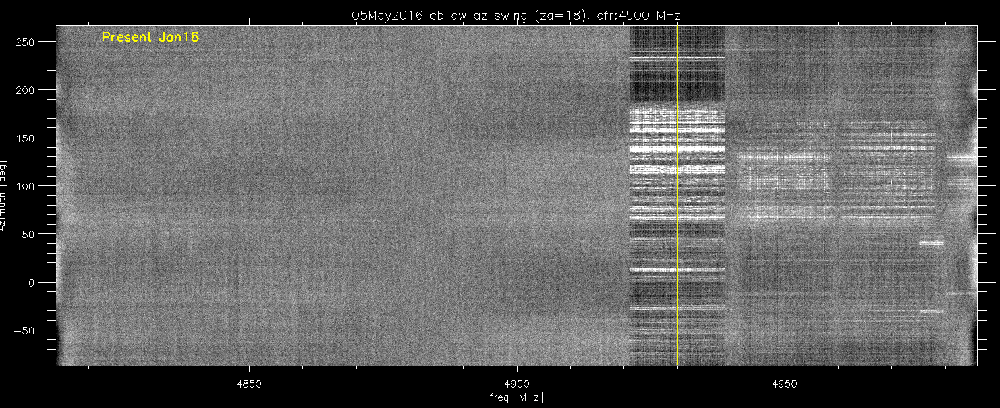 05May2016 cb cw az swing (za=18). cfr:4900 MHz
Present Jan16
250
200
150
100
50
0
−50
Azimuth [deg]
4850 4900 4950
freq [MHz]